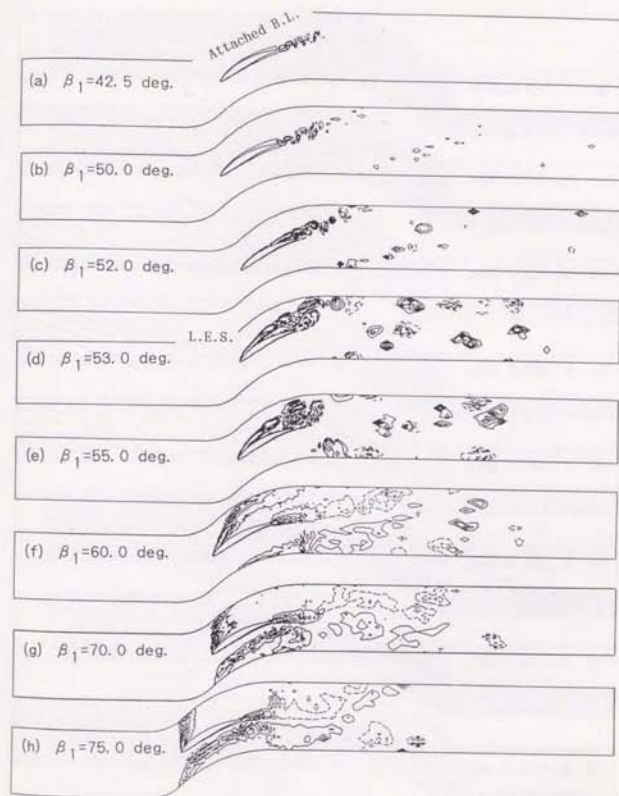 Attached B.L.
(a) β1=42.5 deg.
(b) β1=50.0 deg.
(c) β1=52.0 deg.
L.E.S.
(d) β1=53.0 deg.
(e) β1=55.0 deg.
(f) β1=60.0 deg.
(g) β1=70.0 deg.
(h) β1=75.0 deg.